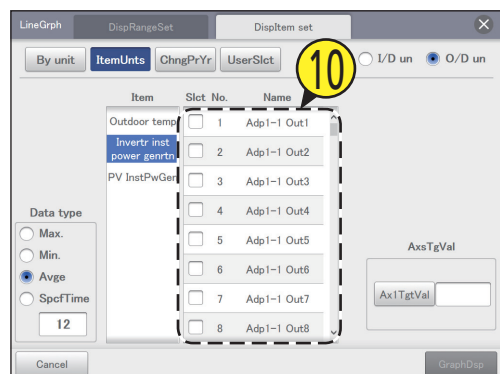 LineGrph
DispRangeSet
DispItem set
By unit
ItemUnts
ChngPrYr
UserSlct
10
I/D un
O/D un
Item
Slct No.
Name
Outdoor temp
Invertr inst
power genrtn
PV InstPwGen
1 Adp1-1 Out1
2 Adp1-1 Out2
3 Adp1-1 Out3
4 Adp1-1 Out4
5 Adp1-1 Out5
6 Adp1-1 Out6
7 Adp1-1 Out7
8 Adp1-1 Out8
Data type
Max.
Min.
Avge
SpcfTime
12
AxsTgVal
Ax1TgtVal
Cancel
GraphDsp